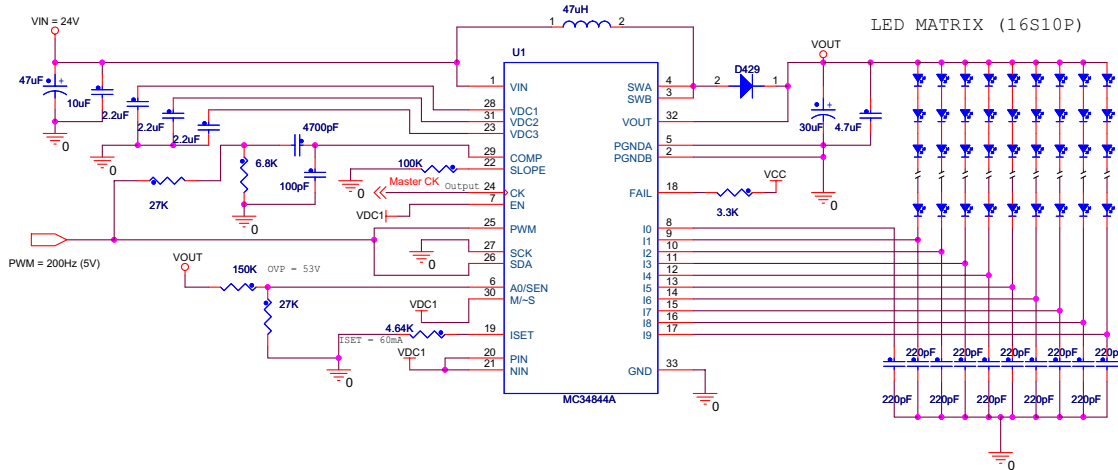 47uH
1 2
LED MATRIX (16S10P)
VIN = 24V
VOUT
U1
D429
47uF
10uF
2.2uF
2.2uF
2.2uF
1 VIN
28 VDC1
31 VDC2
23 VDC3
SWA 4
SWB 3
2 1
VOUT 32
30uF
4.7uF
4700pF
PGNDA 5
PGNDB 2
0
0
29 COMP
22 SLOPE
6.8K
100K
100pF
0
Master CK
Output
24 CK
7 EN
FAIL 18
VCC
3.3K
0
27K
0
VDC1
25 PWM
I0 8
I1 9
I2 10
I3 11
I4 12
I5 13
I6 14
I7 15
I8 16
I9 17
27 SCK
26 SDA
0
PWM = 200Hz (5V)
VOUT
150K
OVP = 53V
27K
6 A0/SEN
30 M/~S
VDC1
4.64K
ISET = 60mA
19 ISET
VDC1
20 PIN
21 NIN
0
GND 33
0
MC34844A
220pF 220pF 220pF 220pF 220p
220pF 220pF 220pF 220pF 220pF
0